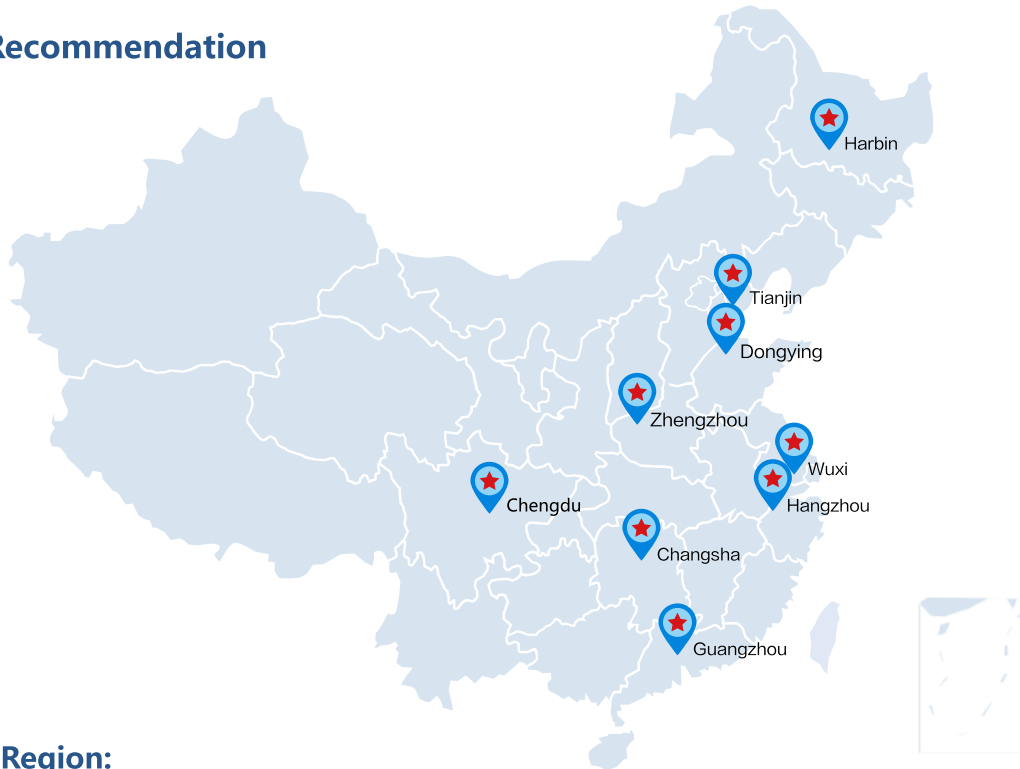 Recommendation
Harbin
Tianjin
Dongying
Zhengzhou
Wuxi
Chengdu
Hangzhou
Changsha
Guangzhou
Region: